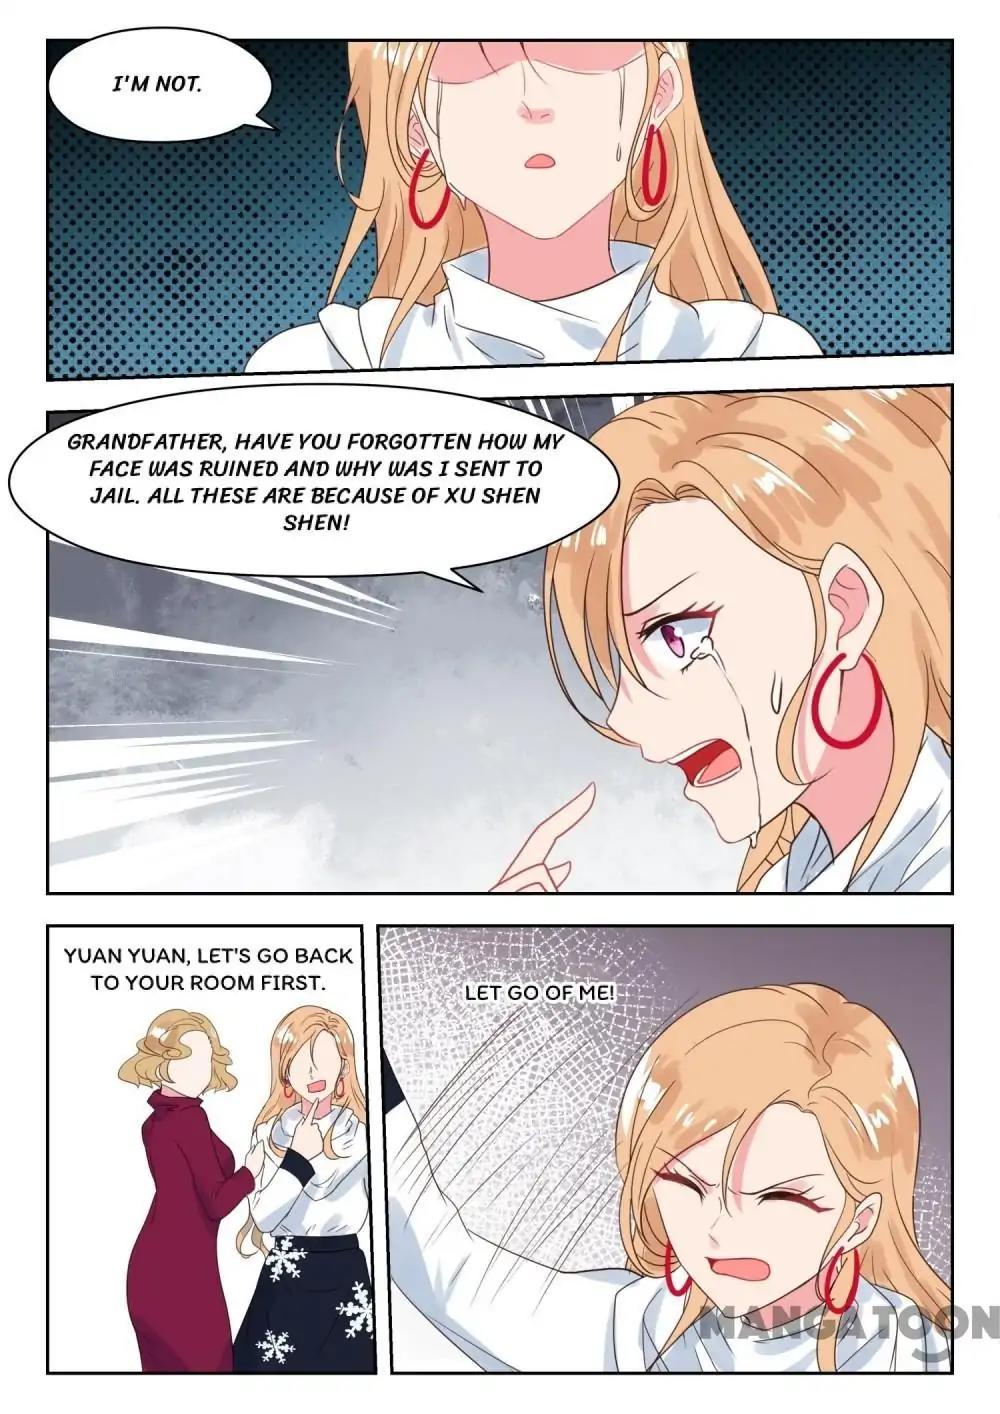 I'M NOT.
GRANDFATHER, HAVE YOU FORGOTTEN HOW MY
FACE WAS RUINED AND WHY WAS I SENT TO
JAIL. ALL THESE ARE BECAUSE OF XU SHEN
SHEN!
YUAN YUAN, LET'S GO BACK
TO YOUR ROOM FIRST.
LET GO OF ME!
MANGATOON